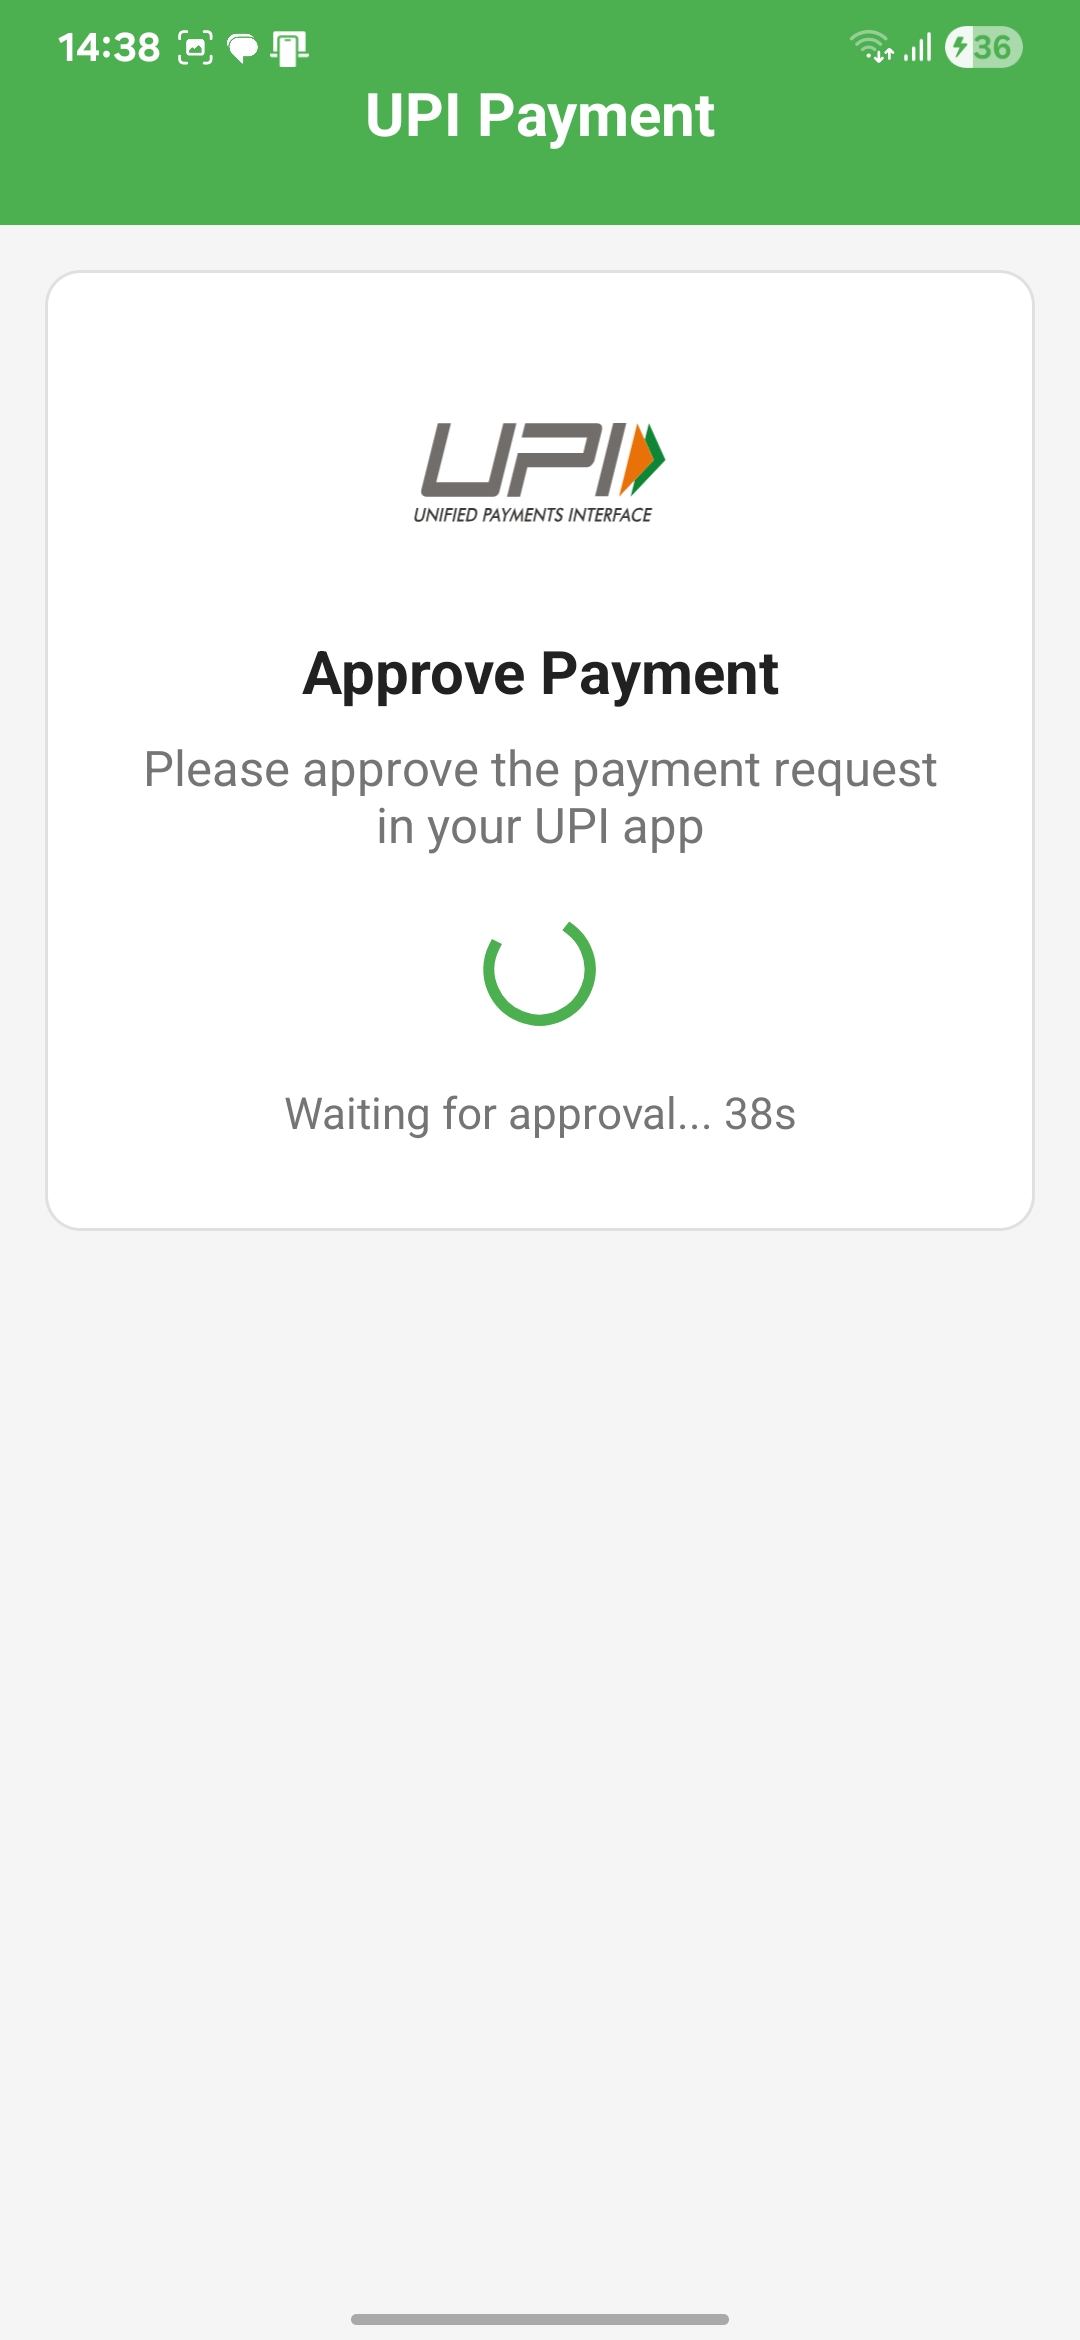 14:38
36
UPI Payment
UPI
UNIFIED PAYMENTS INTERFACE
Approve Payment
Please approve the payment request
in your UPI app
Waiting for approval... 38s